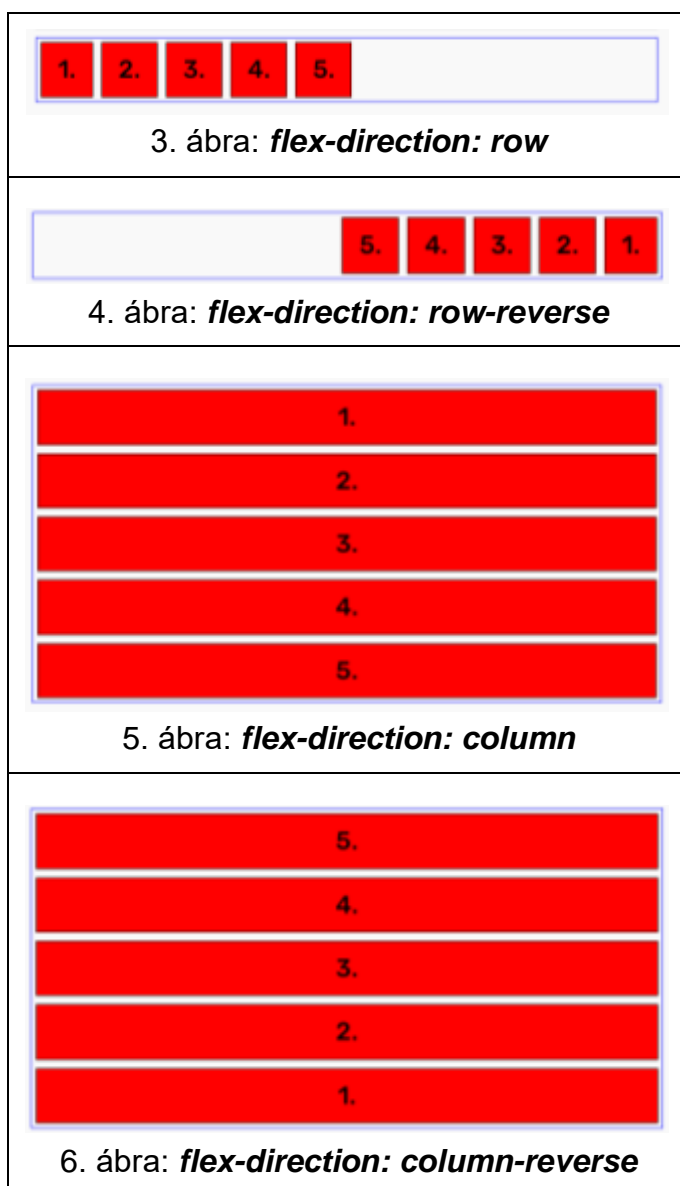 1. 2. 3. 4. 5.
3. ábra: flex-direction: row
5. 4. 3. 2. 1.
4. ábra: flex-direction: row-reverse
1.
2.
3.
4.
5.
5. ábra: flex-direction: column
5.
4.
3.
2.
1.
6. ábra: flex-direction: column-reverse